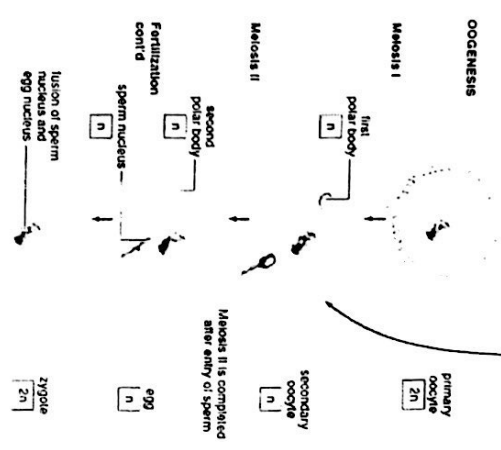 OOGENESIS
Meiosis I
first
polar body
n
primary
oocyte
2n
Meiosis II
second
polar body
n
secondary
oocyte
n
Meiosis II is completed
after entry of sperm
Fertilization
cont'd
sperm nucleus
n
egg
n
fusion of sperm
nucleus and
egg nucleus
zygote
2n